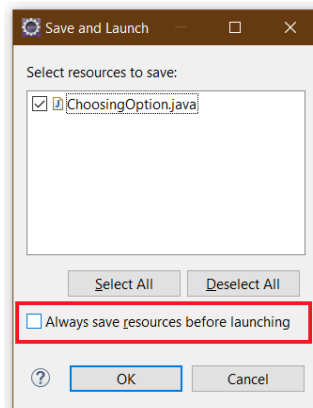 Save and Launch
Select resources to save:
ChoosingOption.java
Select All
Deselect All
Always save resources before launching
?
OK
Cancel